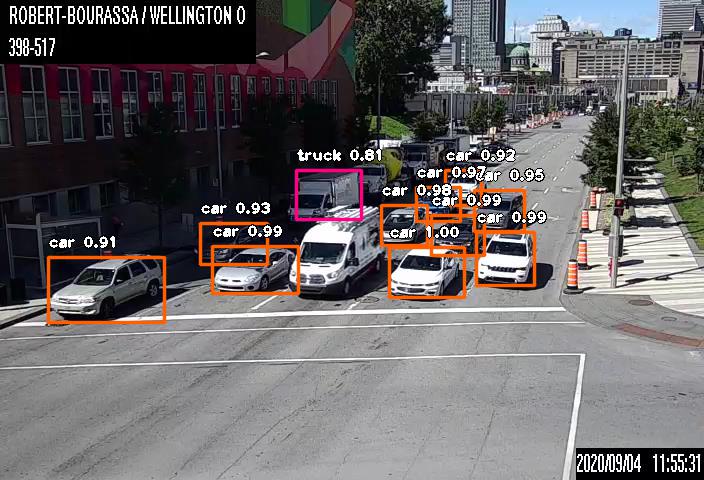 ROBERT-BOURASSA / WELLINGTON O
398-517
truck 0.81
car 0.92
car 0.97
car 0.95
car 0.98
car 0.99
car 0.93
car 0.99
car 0.99
car 1.00
car 0.91
2020/09/04 11:55:31